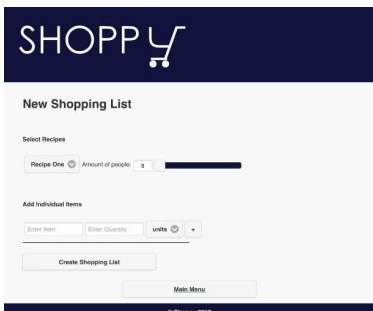 SHOPPY
New Shopping List
Select Recipes
Recipe One Amount of people: 0
Add Individual Items
Enter Item Enter Quantity units +
Create Shopping List
Main Menu